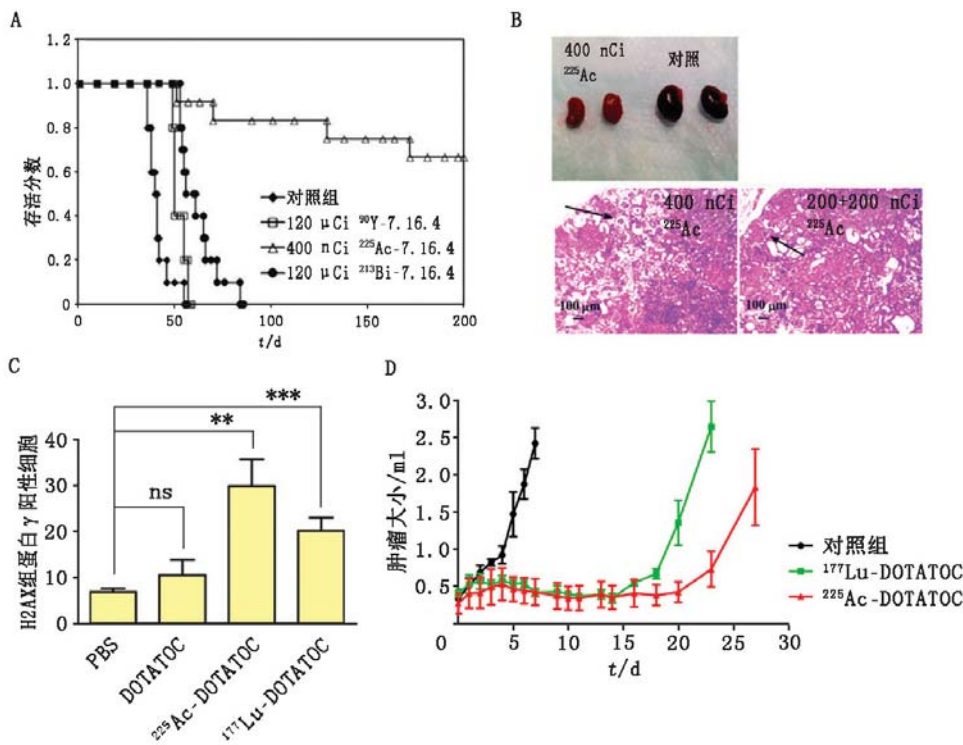 A
1.2
1.0
0.8
0.6
0.4
0.2
0
存活分数
0
50
100
150
200
t/d
对照组
120 μCi ⁹⁰Y-7.16.4
400 nCi ²²⁵Ac-7.16.4
120 μCi ²¹³Bi-7.16.4
B
400 nCi
²²⁵Ac
对照
400 nCi
²²⁵Ac
100 μm
200+200 nCi
²²⁵Ac
100 μm
C
***
**
ns
40
30
20
10
0
H2AX组蛋白γ阳性细胞
PBS
DOTATOC
²²⁵Ac-DOTATOC
¹⁷⁷Lu-DOTATOC
D
3.0
2.5
2.0
1.5
1.0
0.5
肿瘤大小/ml
0
5
10
15
20
25
30
t/d
对照组
¹⁷⁷Lu-DOTATOC
²²⁵Ac-DOTATOC